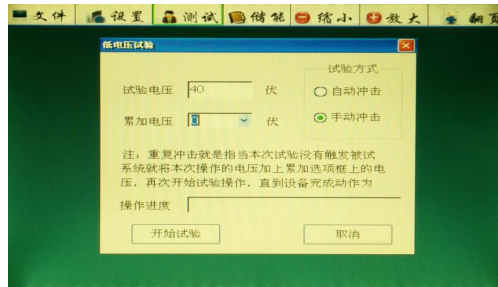 文件 设置 测试 储能 缩小 放大 翻页
低电压试验
试验方式
试验电压 40 伏 自动冲击
累加电压 0 伏 手动冲击
注：重复冲击就是指当本次试验没有触发被试
系统就将本次操作的电压加上累加选项框上的电
压，再次开始试验操作，直到设备完成动作为
操作进度
开始试验 取消